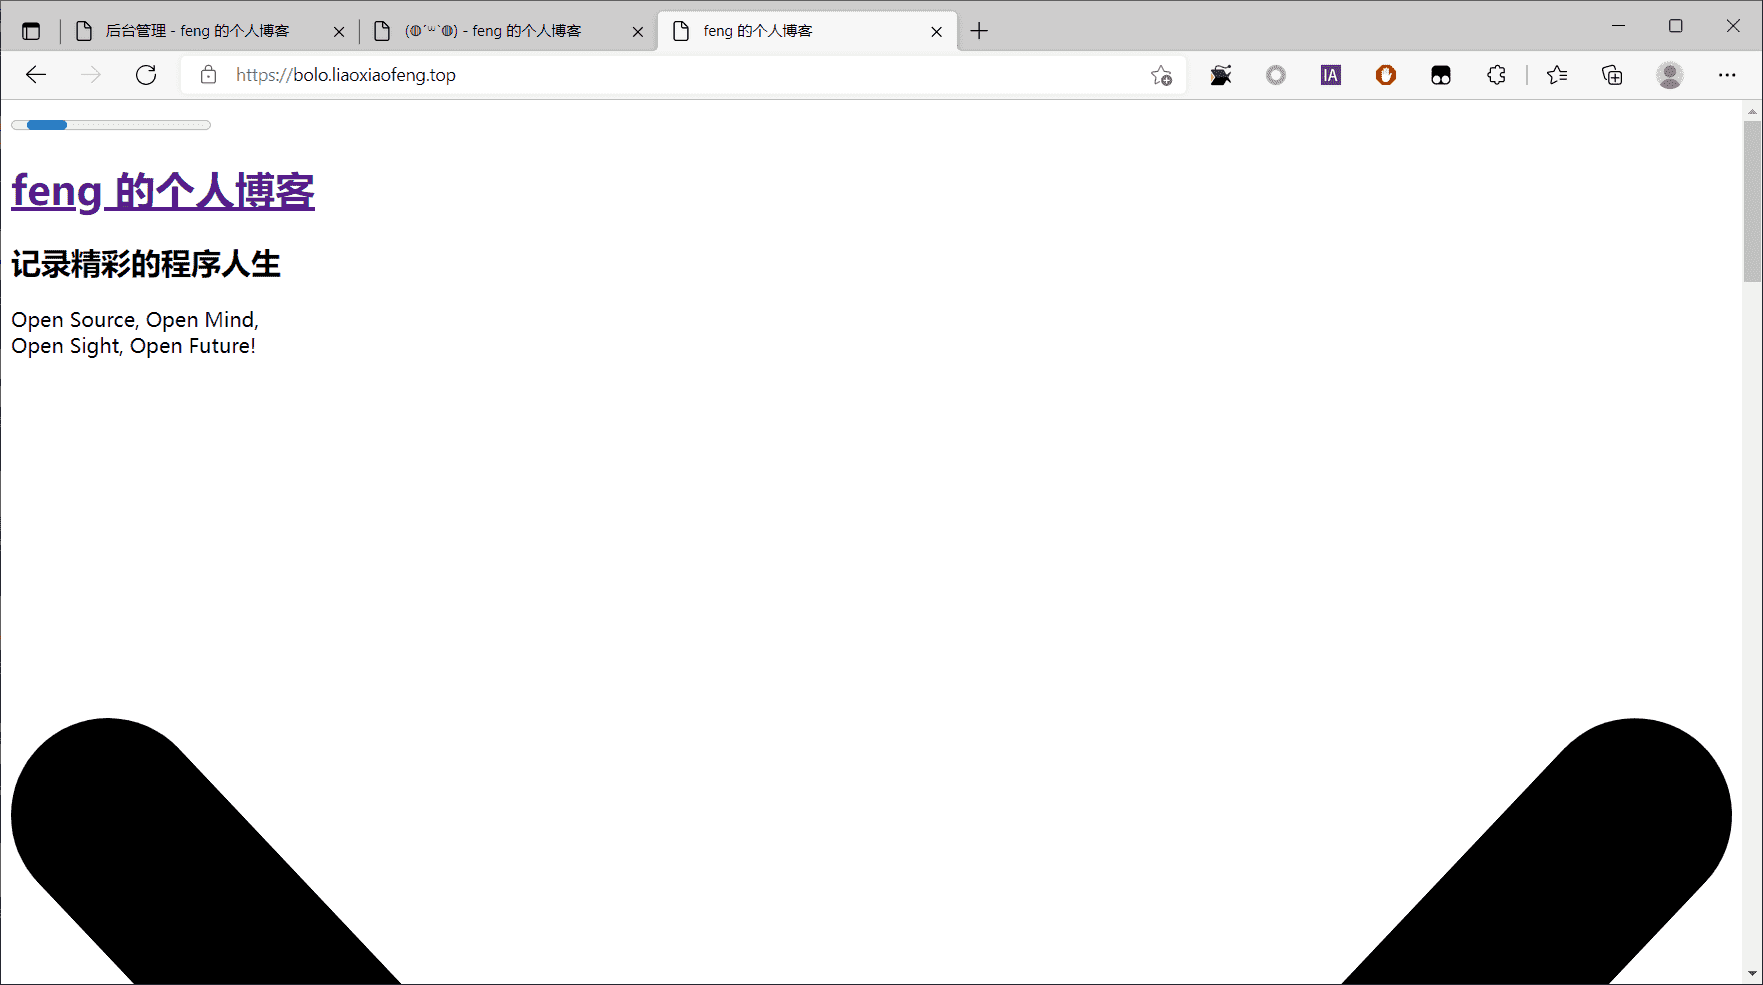 后台管理 - feng 的个人博客
(◍´꒳`◍) - feng 的个人博客
feng 的个人博客
https://bolo.liaoxiaofeng.top
IA
feng 的个人博客
记录精彩的程序人生
Open Source, Open Mind,
Open Sight, Open Future!